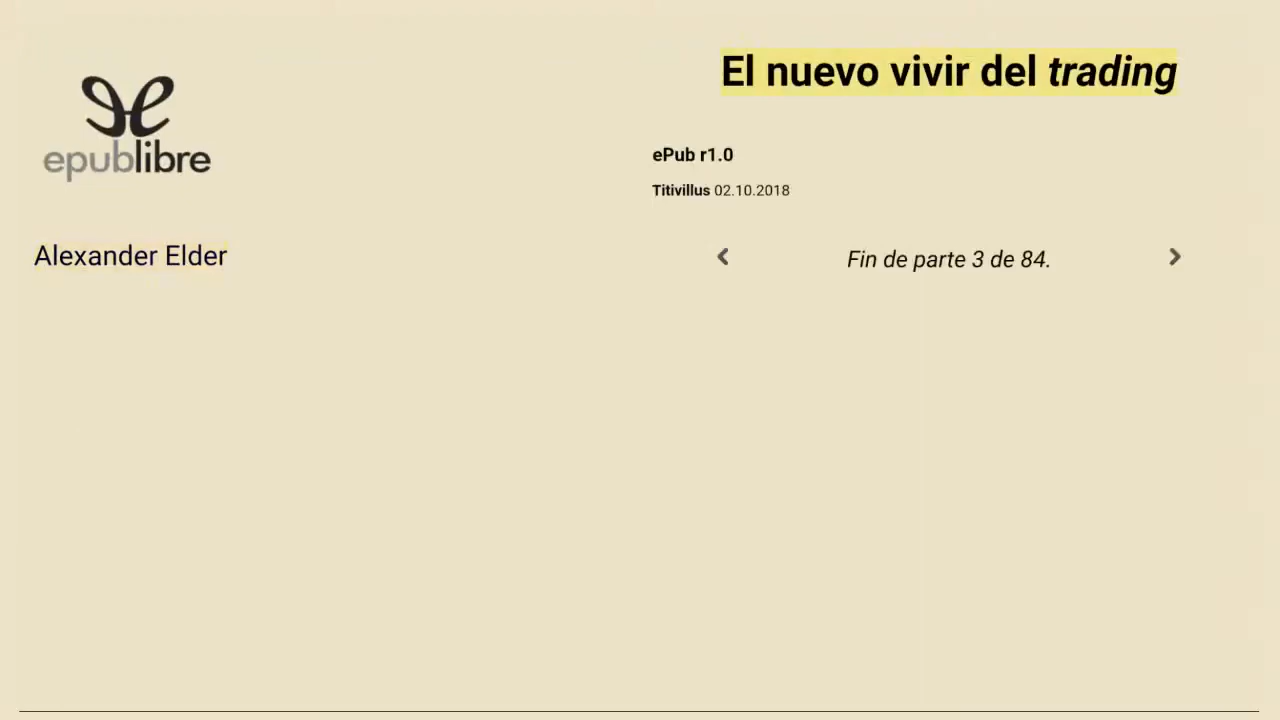 epublibre
Alexander Elder
El nuevo vivir del trading
ePub r1.0
Titivillus 02.10.2018
Fin de parte 3 de 84.